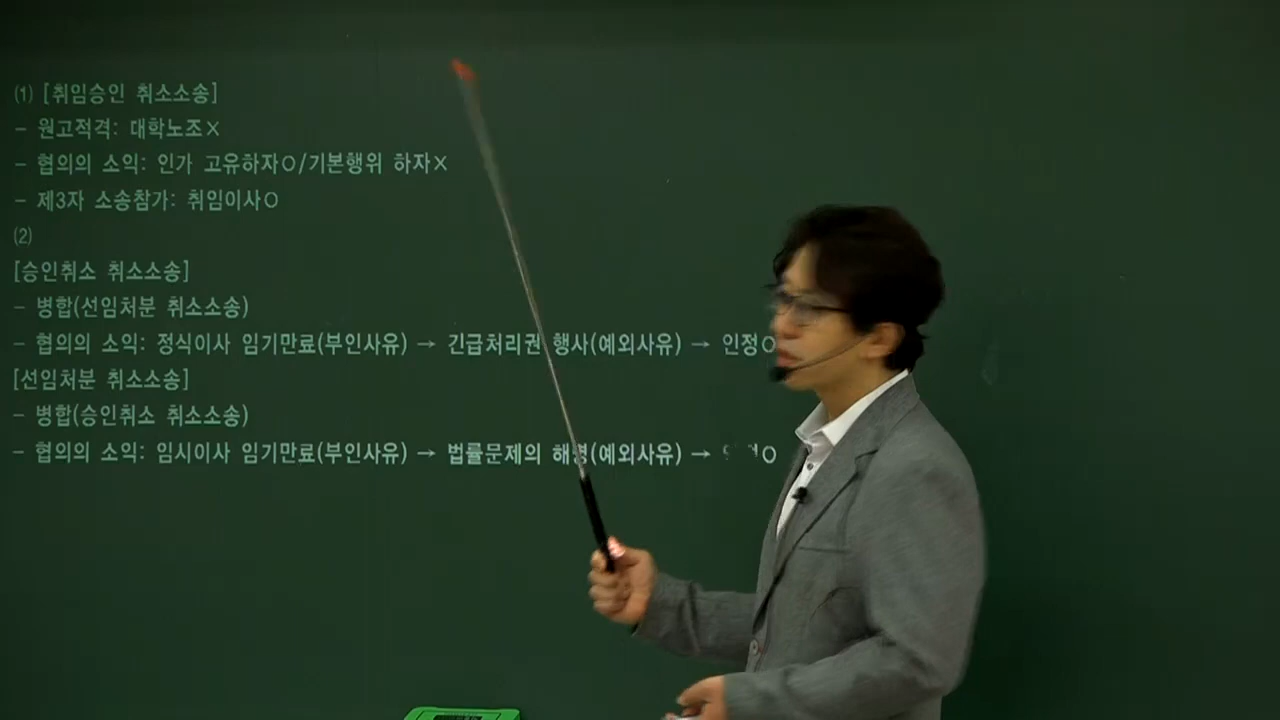 (1) [취임승인 취소소송]
- 원고적격: 대학노조×
- 협의의 소익: 인가 고유하자○/기본행위 하자×
- 제3자 소송참가: 취임이사○
(2)
[승인취소 취소소송]
- 병합(선임처분 취소소송)
- 협의의 소익: 정식이사 임기만료(부인사유) → 긴급처리권 행사(예외사유) → 인정○
[선임처분 취소소송]
- 병합(승인취소 취소소송)
- 협의의 소익: 임시이사 임기만료(부인사유) → 법률문제의 해명(예외사유) → ○